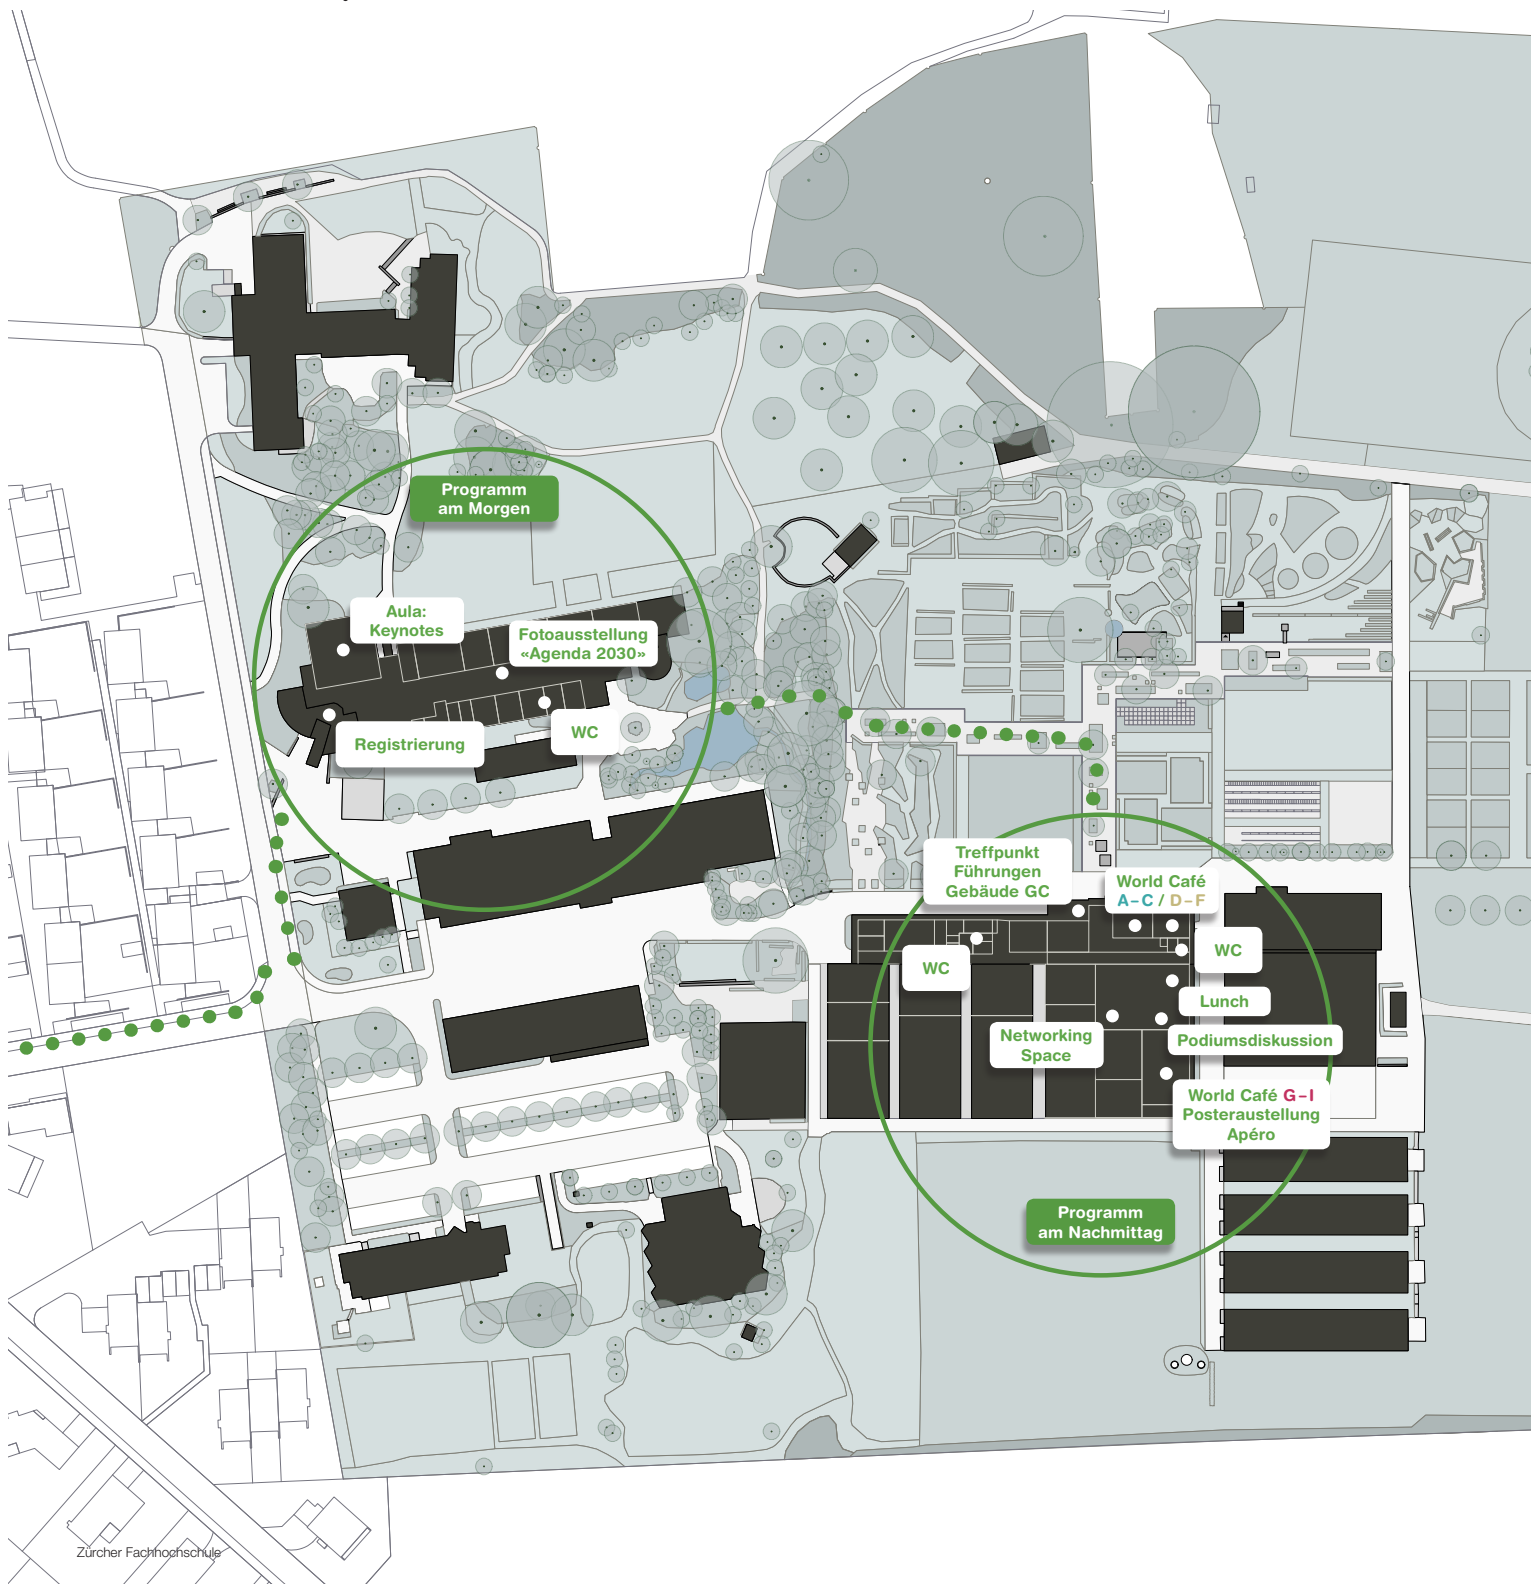 Programm
am Morgen
Aula:
Keynotes
Fotoausstellung
«Agenda 2030»
Registrierung
WC
Treffpunkt
Führungen
Gebäude GC
World Café
A–C / D–F
WC
WC
Lunch
Networking
Space
Podiumsdiskussion
World Café G–I
Posteraustellung
Apéro
Programm
am Nachmittag
Zürcher Fachhochschule